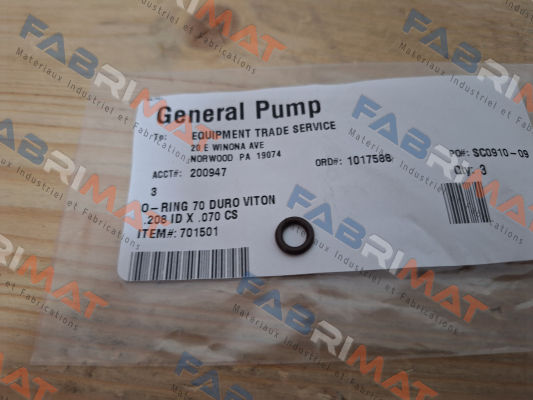 General Pump
To: EQUIPMENT TRADE SERVICE
20 E WINONA AVE
NORWOOD PA 19074
PO#: SC0910-09
ACCT#: 200947
ORD#: 1017588
Qty: 3
3
O-RING 70 DURO VITON
.208 ID X .070 CS
ITEM#: 701501
FABRIMAT
Materiaux Industriel et Fabrications